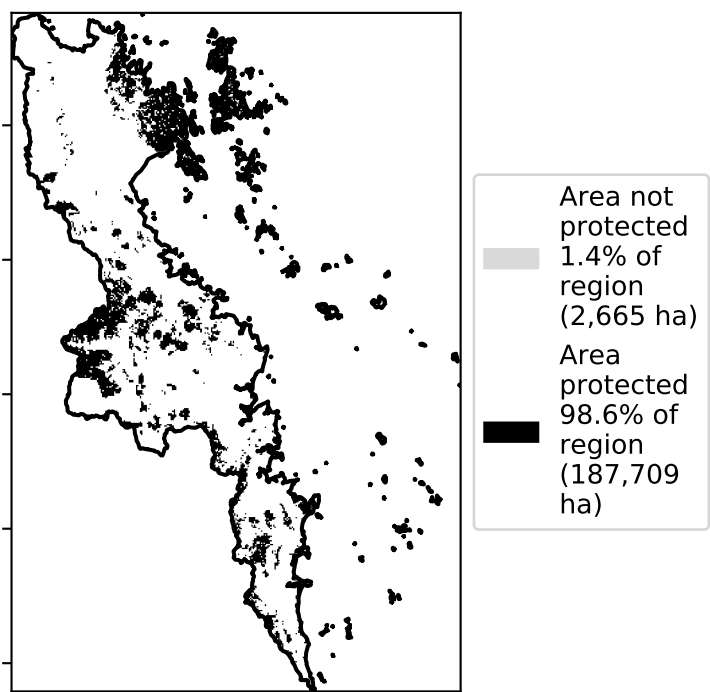 Area not
protected
1.4% of
region
(2,665 ha)
Area
protected
98.6% of
region
(187,709
ha)